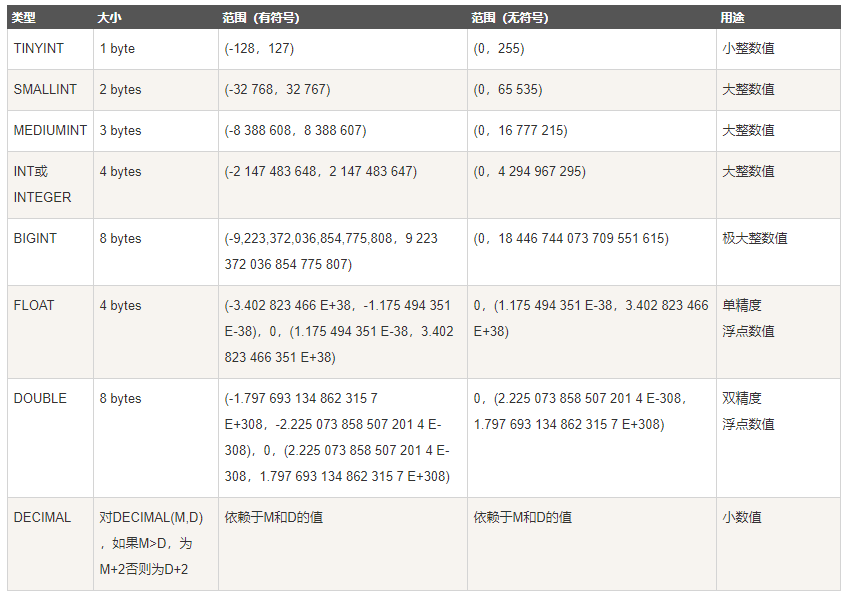 类型 大小 范围（有符号） 范围（无符号） 用途
TINYINT 1 byte (-128，127) (0，255) 小整数值
SMALLINT 2 bytes (-32 768，32 767) (0，65 535) 大整数值
MEDIUMINT 3 bytes (-8 388 608，8 388 607) (0，16 777 215) 大整数值
INT或 4 bytes (-2 147 483 648，2 147 483 647) (0，4 294 967 295) 大整数值
INTEGER
BIGINT 8 bytes (-9,223,372,036,854,775,808，9 223 (0，18 446 744 073 709 551 615) 极大整数值
372 036 854 775 807)
FLOAT 4 bytes (-3.402 823 466 E+38，-1.175 494 351 0，(1.175 494 351 E-38，3.402 823 466 单精度
E-38)，0，(1.175 494 351 E-38，3.402 E+38) 浮点数值
823 466 351 E+38)
DOUBLE 8 bytes (-1.797 693 134 862 315 7 0，(2.225 073 858 507 201 4 E-308， 双精度
E+308，-2.225 073 858 507 201 4 E- 1.797 693 134 862 315 7 E+308) 浮点数值
308)，0，(2.225 073 858 507 201 4 E-
308，1.797 693 134 862 315 7 E+308)
DECIMAL 对DECIMAL(M,D) 依赖于M和D的值 依赖于M和D的值 小数值
，如果M>D，为
M+2否则为D+2